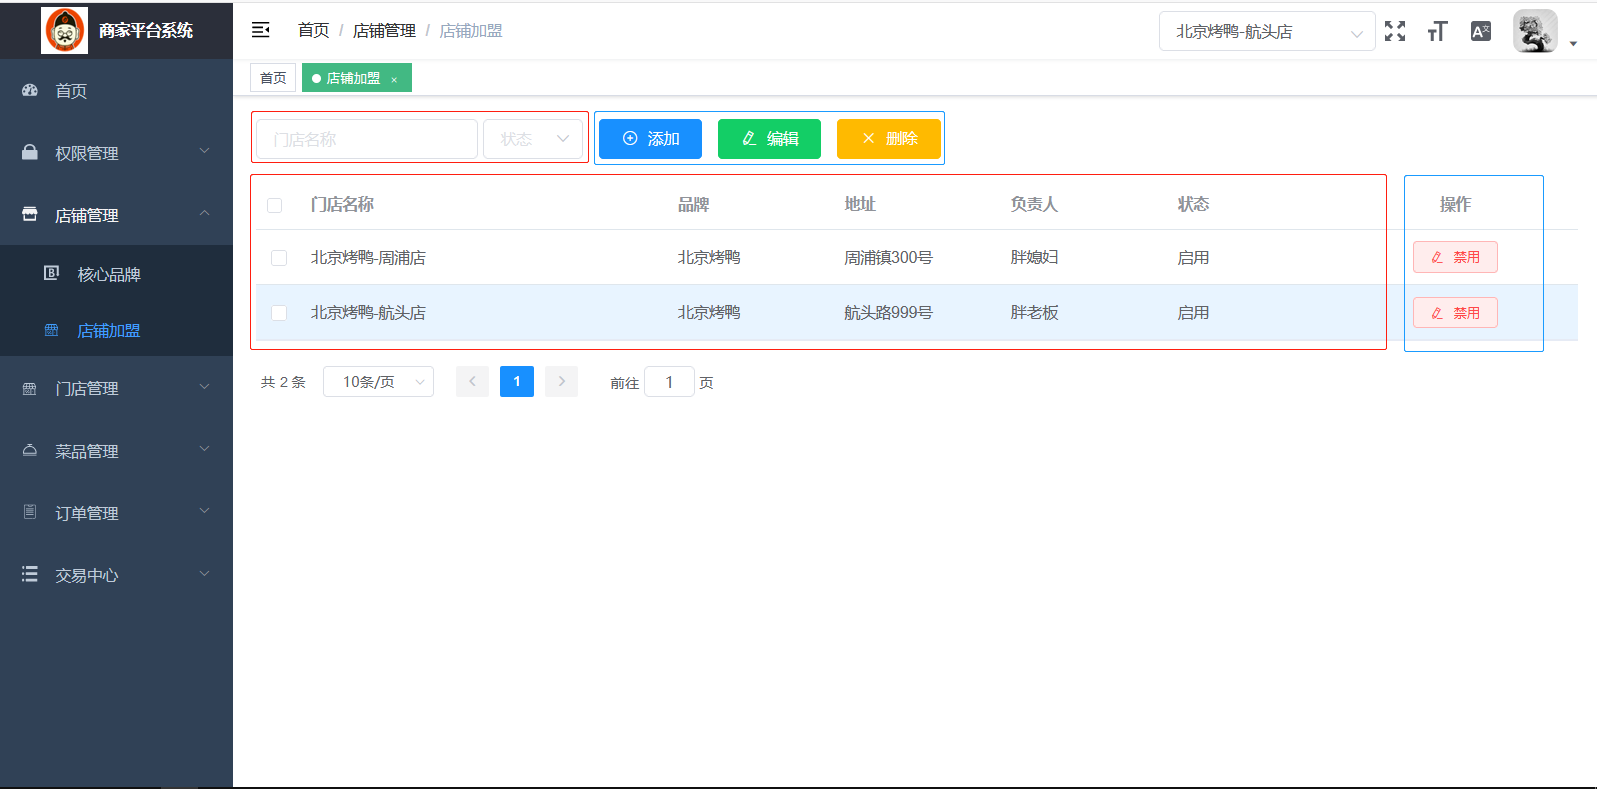 商家平台系统
首页 / 店铺管理 / 店铺加盟
北京烤鸭-航头店
首页
店铺加盟 ×
首页
权限管理
店铺管理
核心品牌
店铺加盟
门店管理
菜品管理
订单管理
交易中心
门店名称 状态 添加 编辑 删除
门店名称 品牌 地址 负责人 状态 操作
北京烤鸭-周浦店 北京烤鸭 周浦镇300号 胖媳妇 启用 禁用
北京烤鸭-航头店 北京烤鸭 航头路999号 胖老板 启用 禁用
共 2 条 10条/页 1 前往 1 页